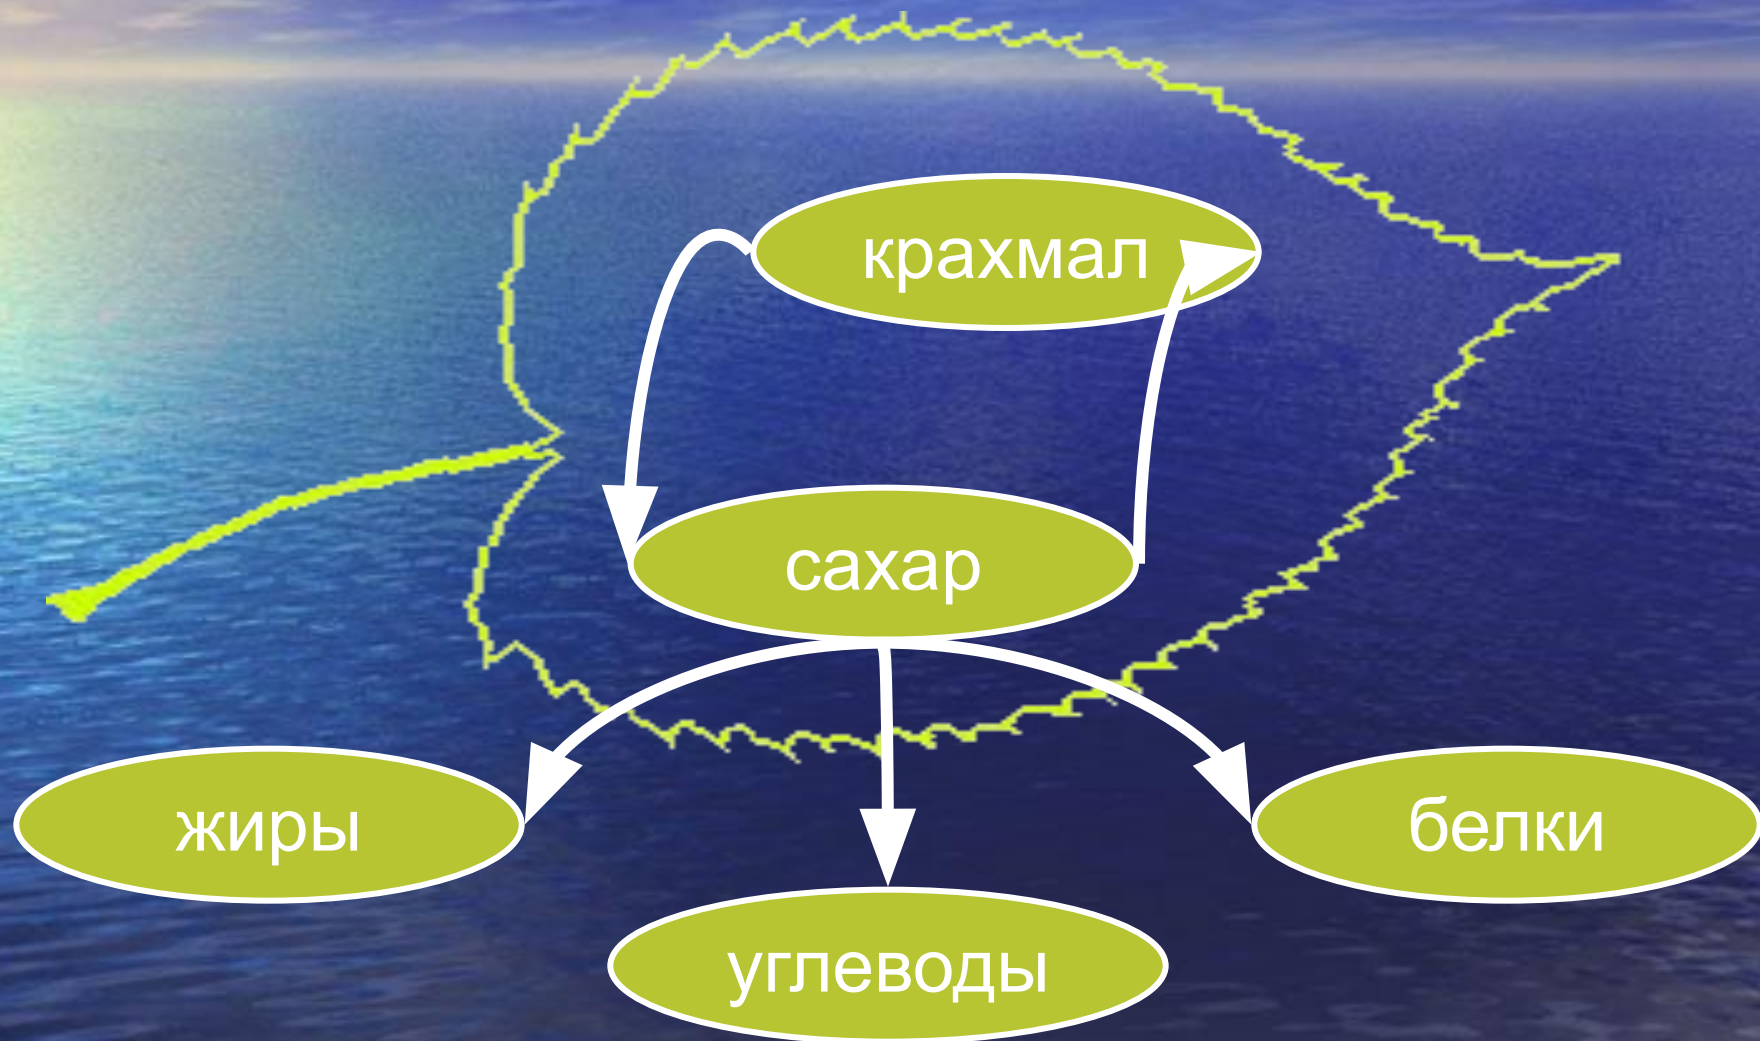 крахмал
сахар
жиры
белки
углеводы